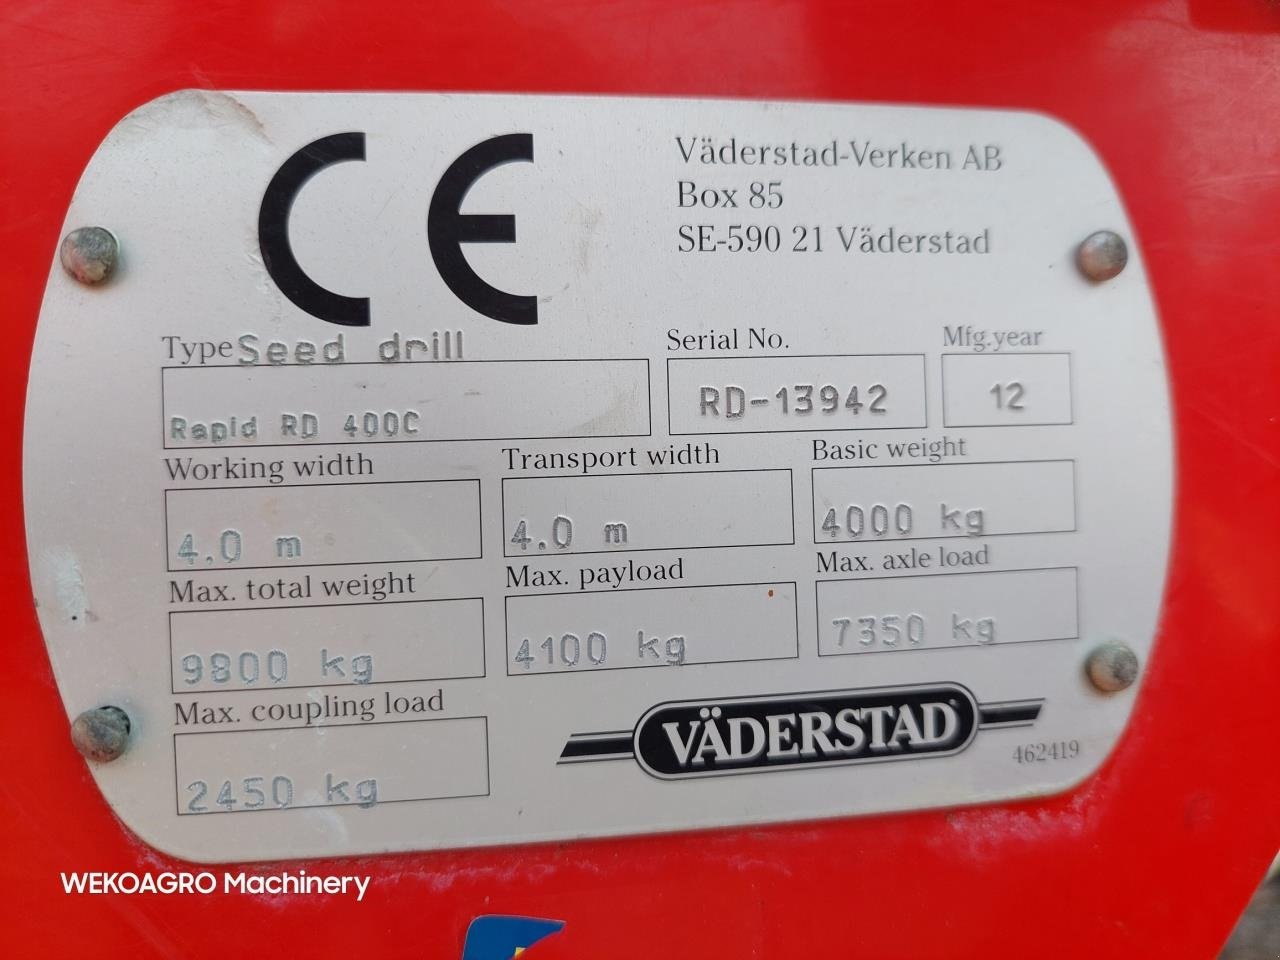 CE
Väderstad-Verken AB
Box 85
SE-590 21 Väderstad
Type Seed drill
Rapid RD 400C
Serial No.
RD-13942
Mfg.year
12
Working width
4.0 m
Transport width
4.0 m
Basic weight
4000 kg
Max. total weight
9800 kg
Max. payload
4100 kg
Max. axle load
7350 kg
Max. coupling load
2450 kg
VÄDERSTAD
462419
WEKOAGRO Machinery